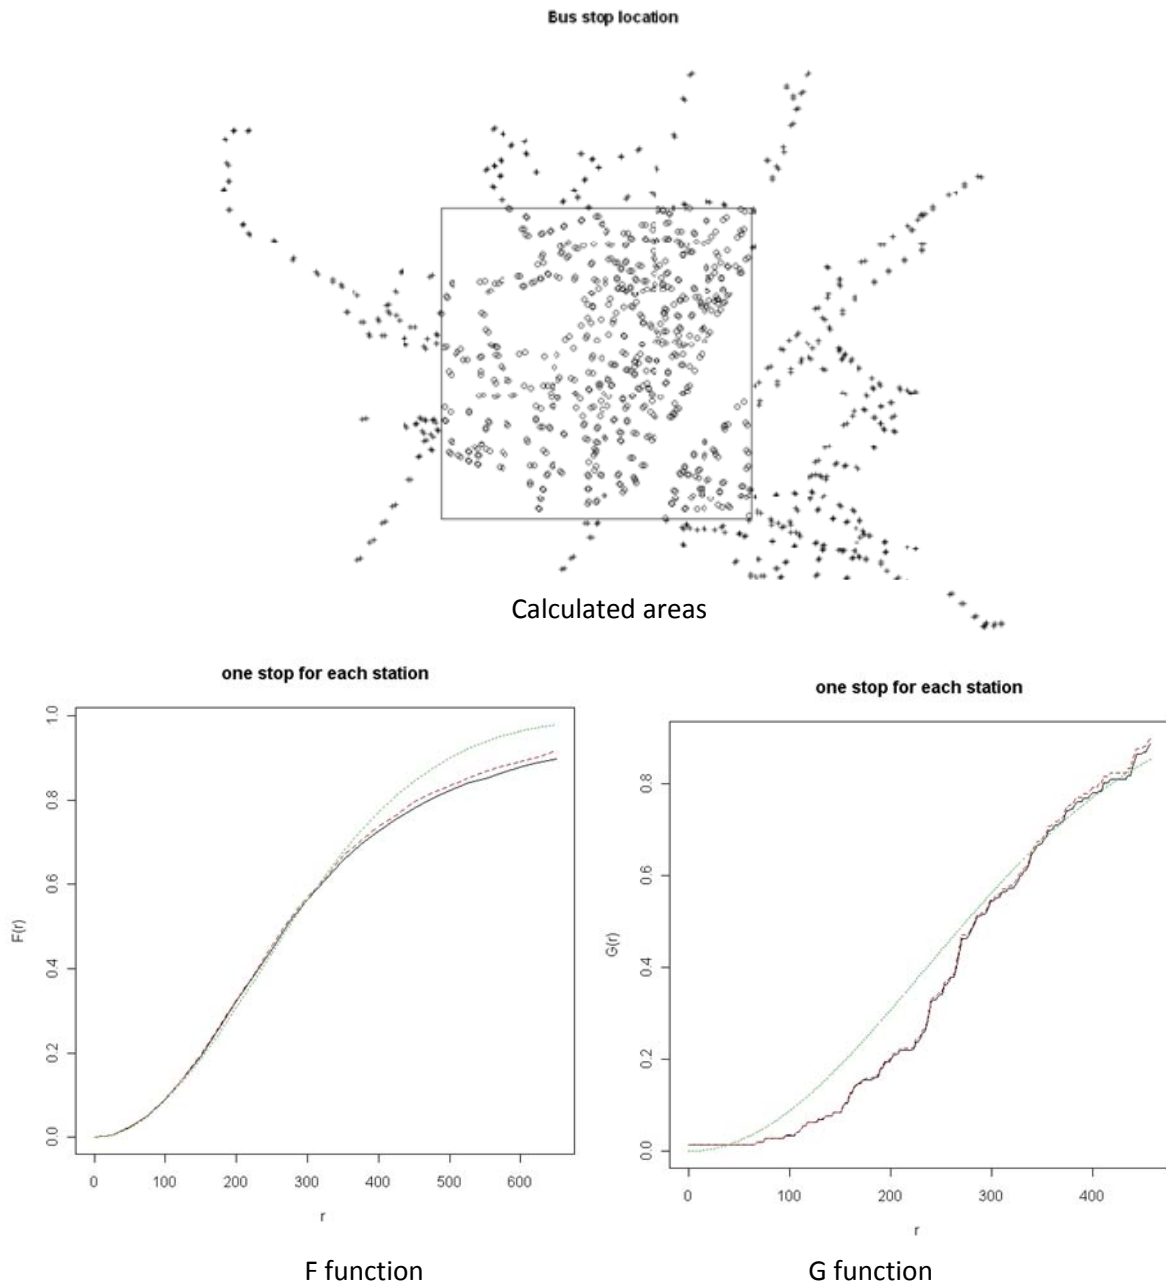 Bus stop location
Calculated areas
one stop for each station
F(r)
0.0 0.2 0.4 0.6 0.8 1.0
0 100 200 300 400 500 600
r
F function
one stop for each station
G(r)
0.0 0.2 0.4 0.6 0.8
0 100 200 300 400
r
G function